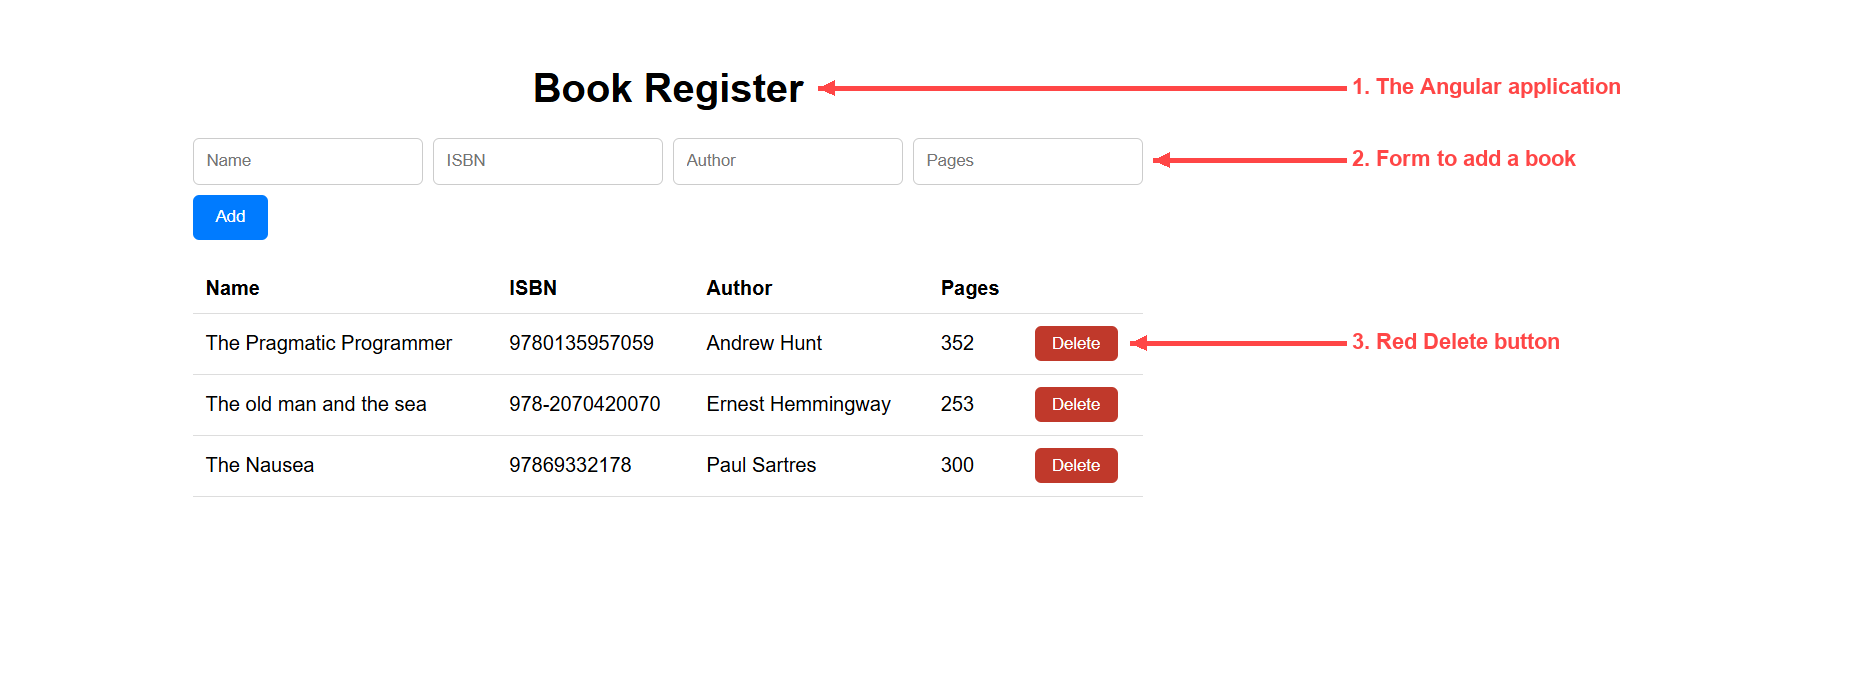 Book Register
1. The Angular application
Name ISBN Author Pages
2. Form to add a book
Add
Name ISBN Author Pages
The Pragmatic Programmer 9780135957059 Andrew Hunt 352 Delete
3. Red Delete button
The old man and the sea 978-2070420070 Ernest Hemmingway 253 Delete
The Nausea 97869332178 Paul Sartres 300 Delete